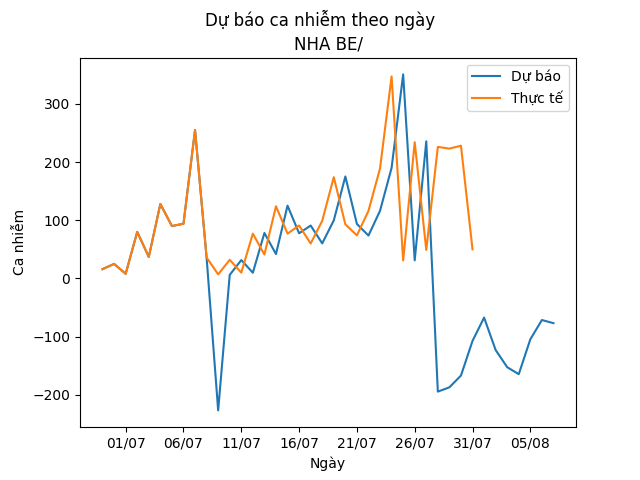 Dự báo ca nhiễm theo ngày
NHA BE/
Dự báo
Thực tế
Ca nhiễm
300
200
100
0
−100
−200
01/07 06/07 11/07 16/07 21/07 26/07 31/07 05/08
Ngày